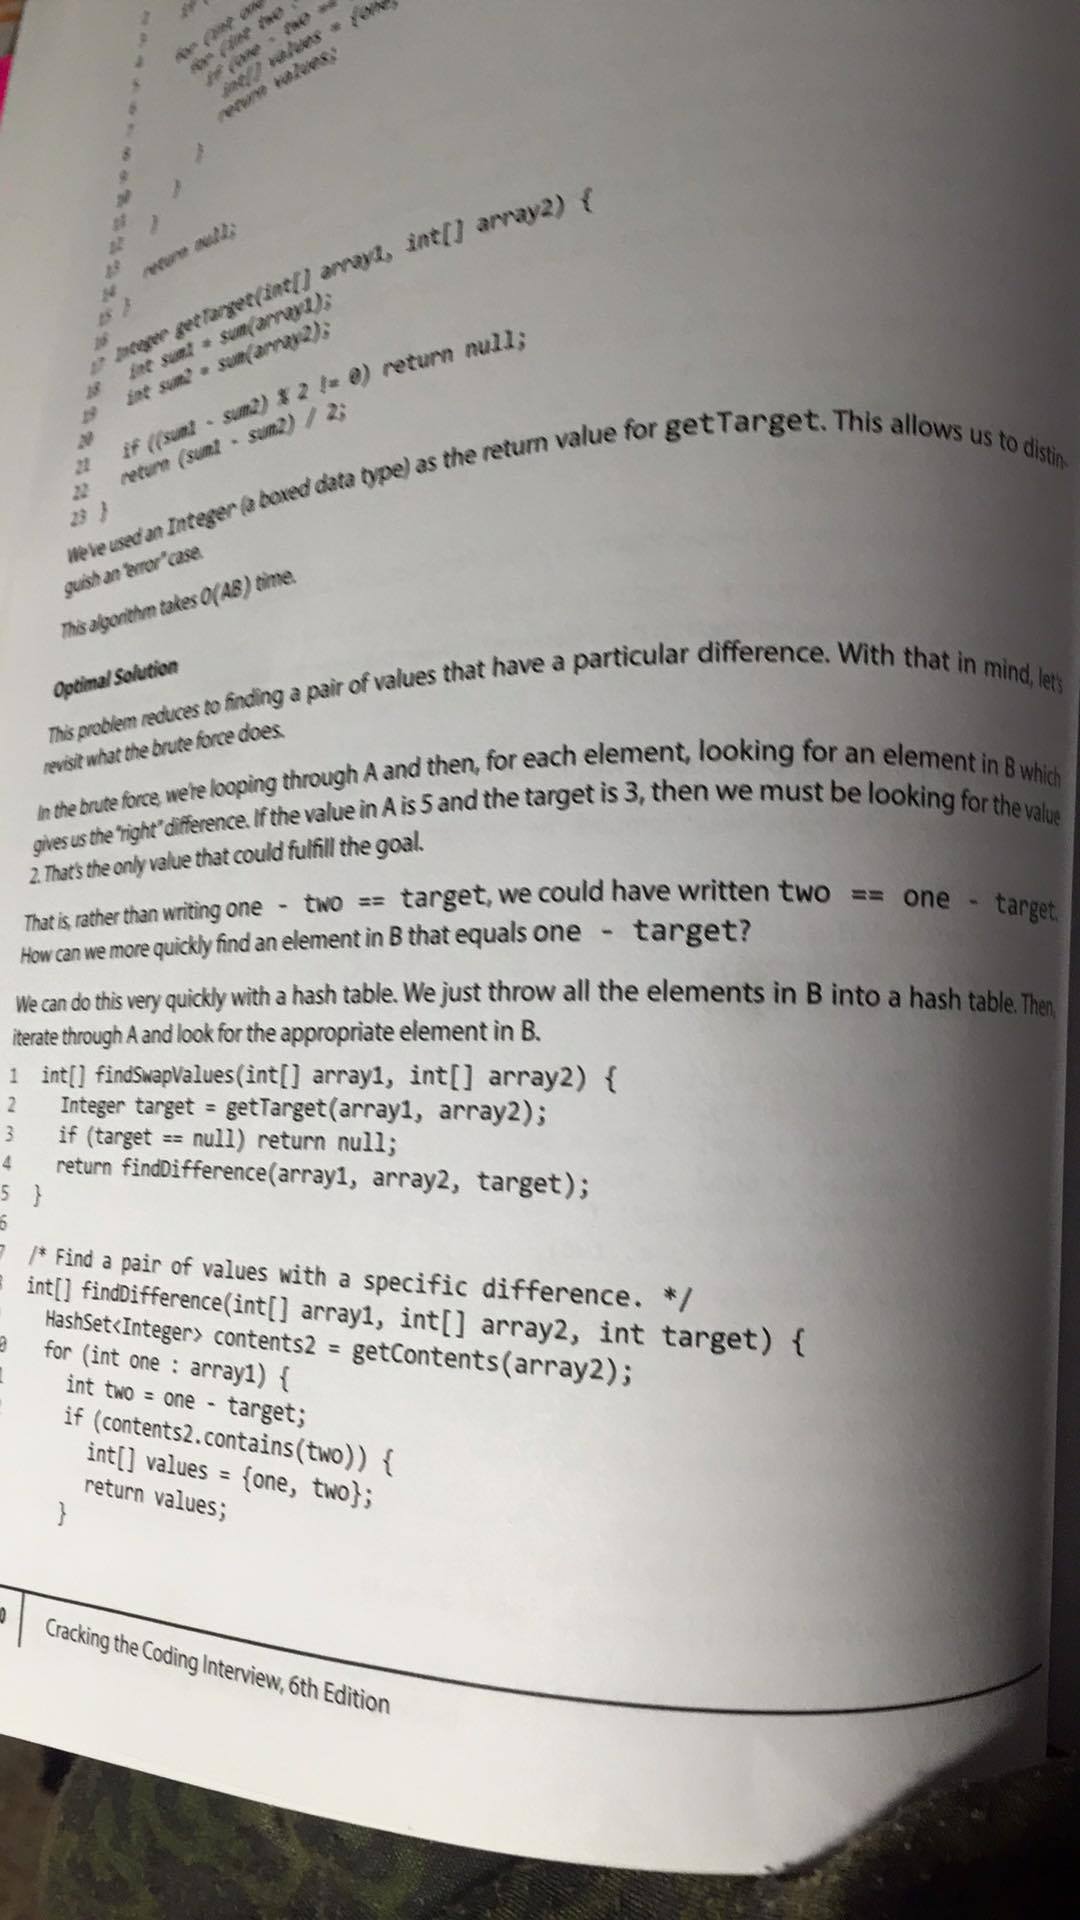 2 if
3 for (int one
4 for (int two :
5 if (one - two ==
6 int[] values = {one,
7 return values;
8 }
9 }
10 }
11
12 return null;
13 }
14
15
16 Integer getTarget(int[] array1, int[] array2) {
17 int sum1 = sum(array1);
18 int sum2 = sum(array2);
19
20
21 if ((sum1 - sum2) % 2 != 0) return null;
22 return (sum1 - sum2) / 2;
23 }
We've used an Integer (a boxed data type) as the return value for getTarget. This allows us to distin-
guish an "error" case.
This algorithm takes O(AB) time.
Optimal Solution
This problem reduces to finding a pair of values that have a particular difference. With that in mind, let's
revisit what the brute force does.
In the brute force, we're looping through A and then, for each element, looking for an element in B which
gives us the "right" difference. If the value in A is 5 and the target is 3, then we must be looking for the value
2. That's the only value that could fulfill the goal.
That is, rather than writing one - two == target, we could have written two == one - target.
How can we more quickly find an element in B that equals one - target?
We can do this very quickly with a hash table. We just throw all the elements in B into a hash table. Then,
iterate through A and look for the appropriate element in B.
1 int[] findSwapValues(int[] array1, int[] array2) {
2 Integer target = getTarget(array1, array2);
3 if (target == null) return null;
4 return findDifference(array1, array2, target);
5 }
6
7 /* Find a pair of values with a specific difference. */
int[] findDifference(int[] array1, int[] array2, int target) {
HashSet<Integer> contents2 = getContents(array2);
0 for (int one : array1) {
int two = one - target;
if (contents2.contains(two)) {
int[] values = {one, two};
return values;
}
0 | Cracking the Coding Interview, 6th Edition